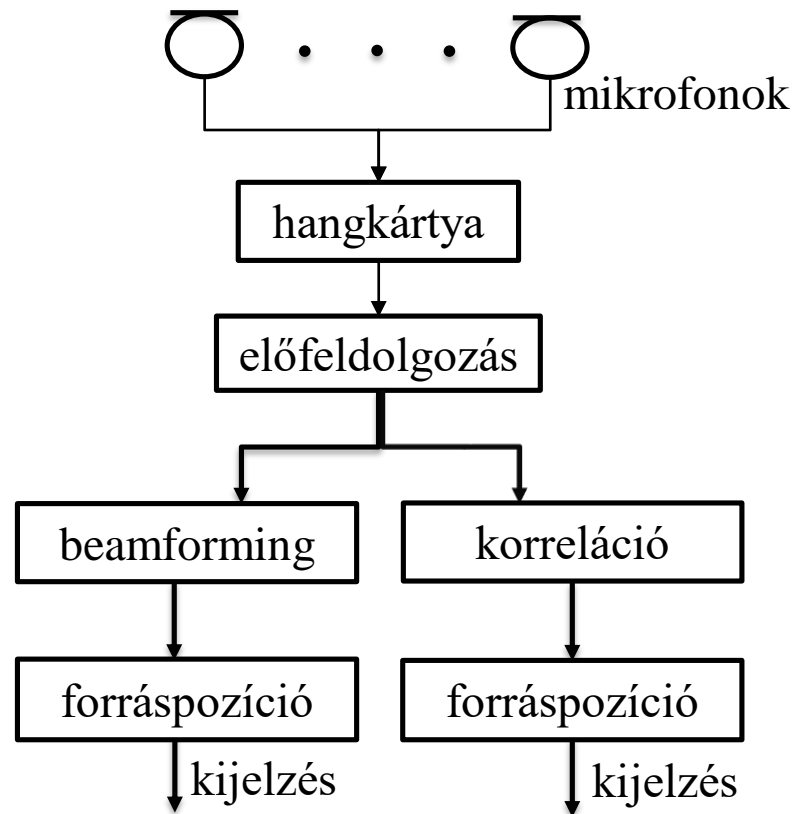 mikrofonok
hangkártya
előfeldolgozás
beamforming
korreláció
forráspozíció
forráspozíció
kijelzés
kijelzés